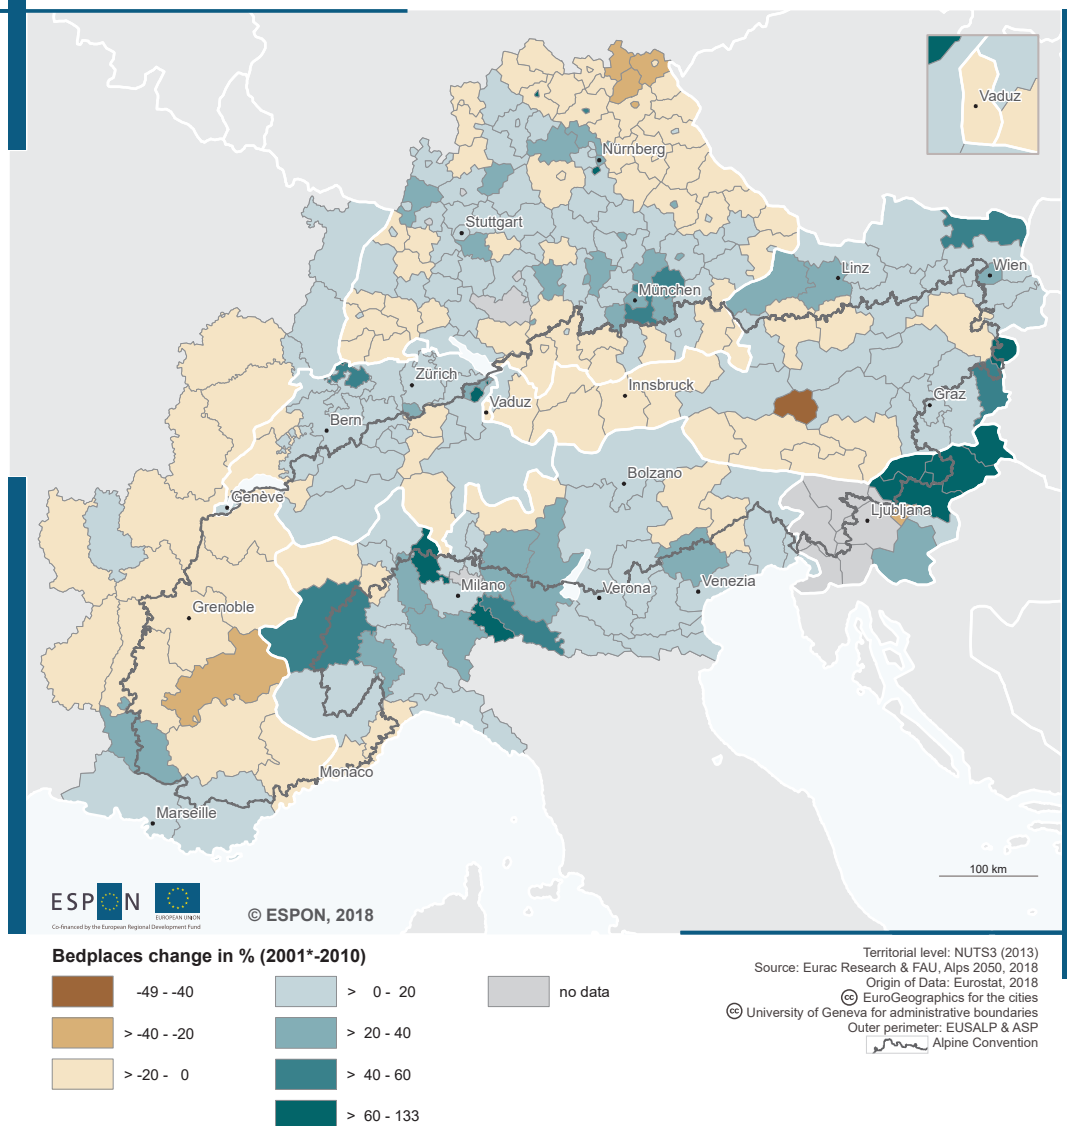 Vaduz
Nürnberg
Stuttgart
Linz
Wien
München
Zürich
Innsbruck
Vaduz
Graz
Bern
Bolzano
Genève
Ljubljana
Milano
Verona
Venezia
Grenoble
Monaco
Marseille
100 km
ESPON
EUROPEAN UNION
Co-financed by the European Regional Development Fund
© ESPON, 2018
Bedplaces change in % (2001*-2010)
-49 - -40
> -40 - -20
> -20 - 0
> 0 - 20
> 20 - 40
> 40 - 60
> 60 - 133
no data
Territorial level: NUTS3 (2013)
Source: Eurac Research & FAU, Alps 2050, 2018
Origin of Data: Eurostat, 2018
cc EuroGeographics for the cities
cc University of Geneva for administrative boundaries
Outer perimeter: EUSALP & ASP
Alpine Convention